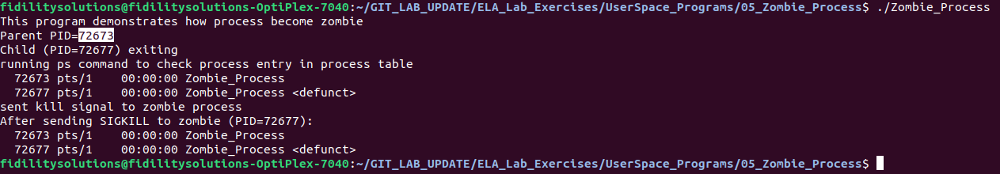 fidilitysolutions@fidilitysolutions-OptiPlex-7040:~/GIT_LAB_UPDATE/ELA_Lab_Exercises/UserSpace_Programs/05_Zombie_Process$ ./Zombie_Process
This program demonstrates how process become zombie
Parent PID=72673
Child (PID=72677) exiting
running ps command to check process entry in process table
  72673 pts/1    00:00:00 Zombie_Process
  72677 pts/1    00:00:00 Zombie_Process <defunct>
sent kill signal to zombie process
After sending SIGKILL to zombie (PID=72677):
  72673 pts/1    00:00:00 Zombie_Process
  72677 pts/1    00:00:00 Zombie_Process <defunct>
fidilitysolutions@fidilitysolutions-OptiPlex-7040:~/GIT_LAB_UPDATE/ELA_Lab_Exercises/UserSpace_Programs/05_Zombie_Process$